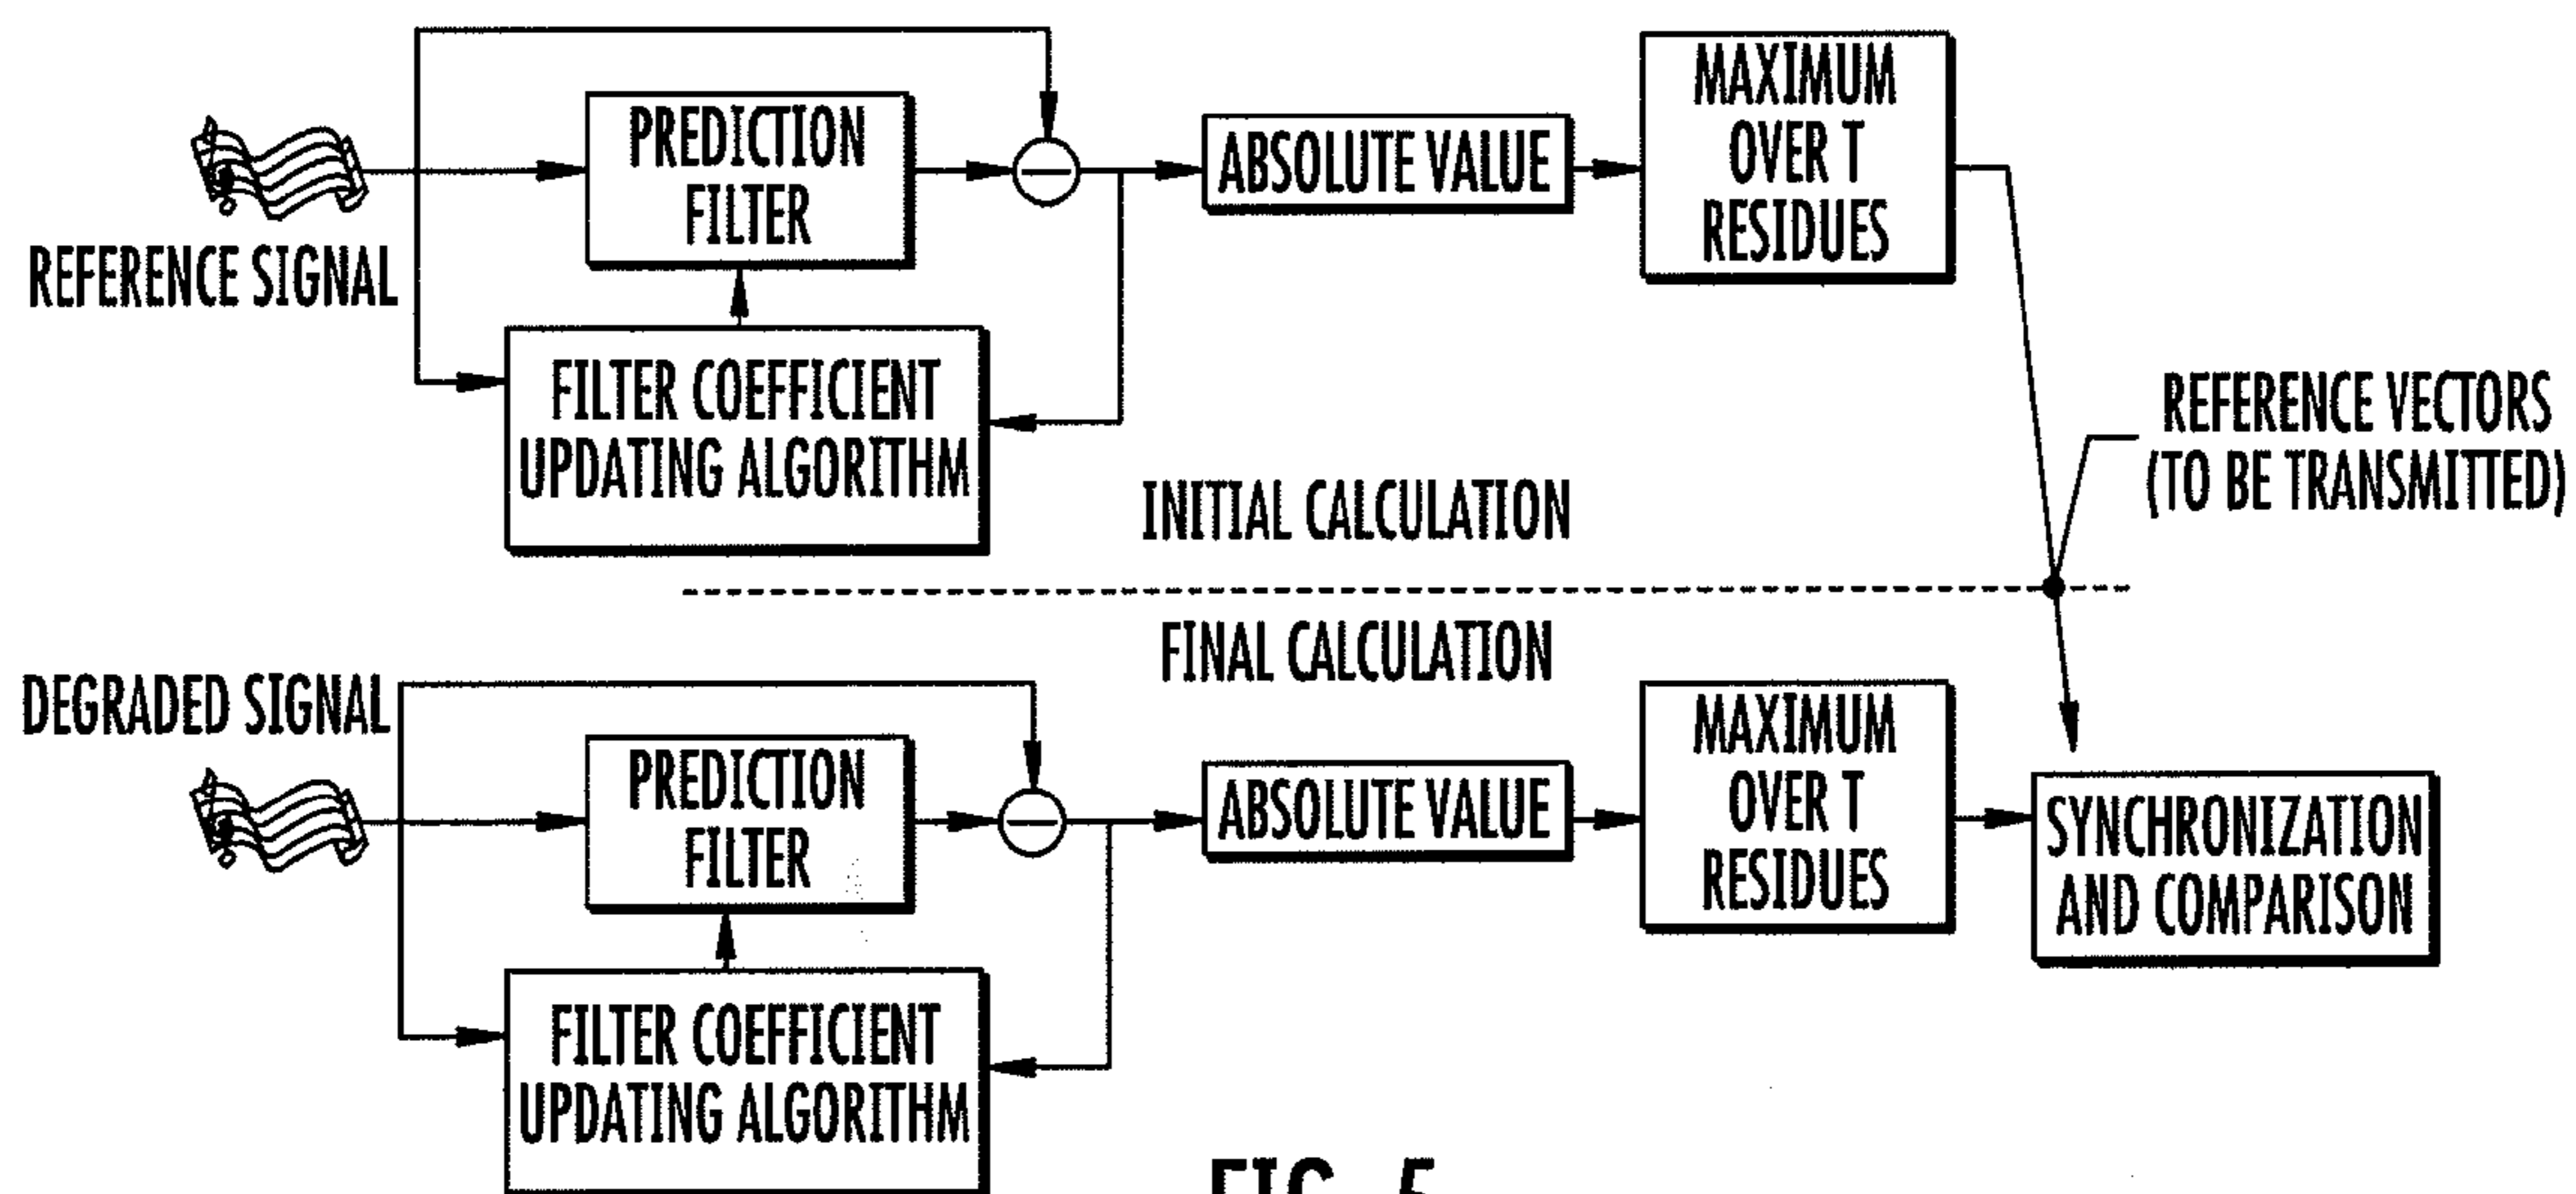 REFERENCE SIGNAL
PREDICTION
FILTER
FILTER COEFFICIENT
UPDATING ALGORITHM
ABSOLUTE VALUE
MAXIMUM
OVER T
RESIDUES
REFERENCE VECTORS
(TO BE TRANSMITTED)
INITIAL CALCULATION
FINAL CALCULATION
DEGRADED SIGNAL
PREDICTION
FILTER
FILTER COEFFICIENT
UPDATING ALGORITHM
ABSOLUTE VALUE
MAXIMUM
OVER T
RESIDUES
SYNCHRONIZATION
AND COMPARISON
FIG. 5